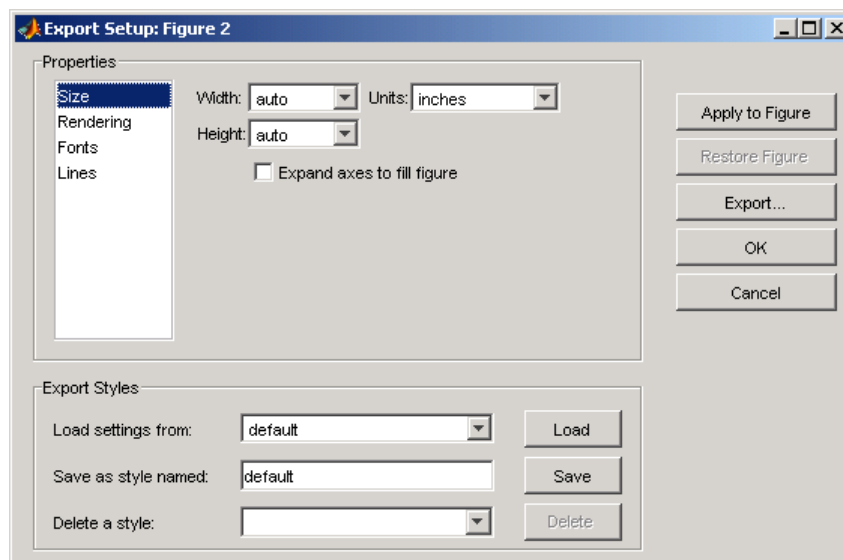 Export Setup: Figure 2
Properties
Size
Rendering
Fonts
Lines
Width: auto Units: inches
Height: auto
Expand axes to fill figure
Apply to Figure
Restore Figure
Export...
OK
Cancel
Export Styles
Load settings from: default Load
Save as style named: default Save
Delete a style: Delete